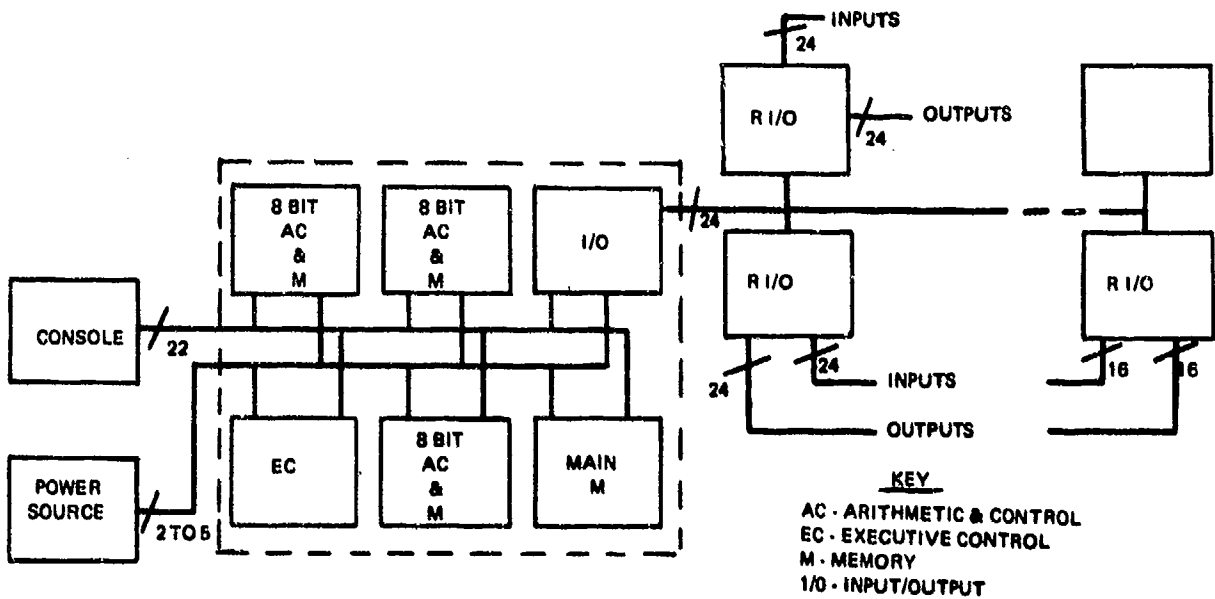 INPUTS
24
R I/O
OUTPUTS
24
8 BIT
AC
&
M
8 BIT
AC
&
M
I/O
24
R I/O
R I/O
CONSOLE
22
24
24
INPUTS
16
16
OUTPUTS
EC
8 BIT
AC
&
M
MAIN
M
POWER
SOURCE
2 TO 5
KEY
AC - ARITHMETIC & CONTROL
EC - EXECUTIVE CONTROL
M - MEMORY
I/O - INPUT/OUTPUT